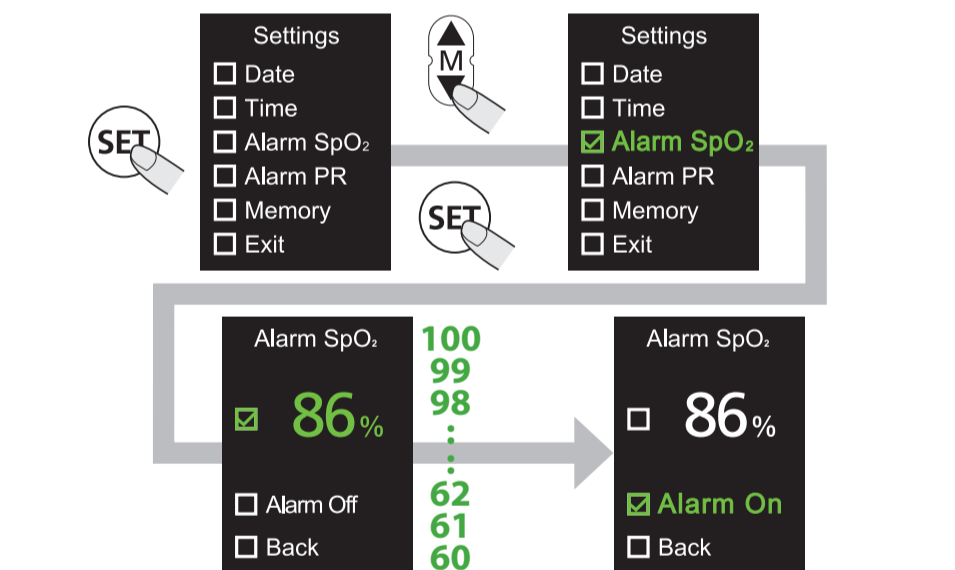 Settings
Date
Time
Alarm SpO₂
Alarm PR
Memory
Exit
SET
M
SET
Settings
Date
Time
Alarm SpO₂
Alarm PR
Memory
Exit
Alarm SpO₂
86%
Alarm Off
Back
100
99
98
62
61
60
Alarm SpO₂
86%
Alarm On
Back